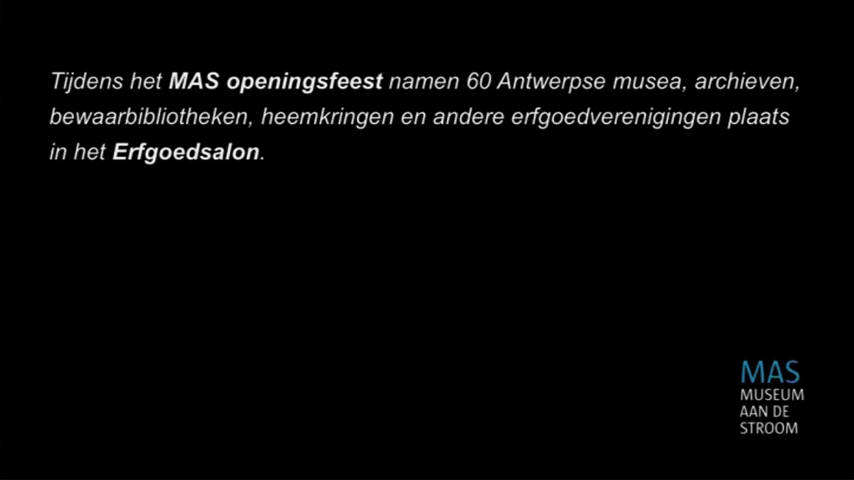 Tijdens het MAS openingsfeest namen 60 Antwerpse musea, archieven,
bewaarbibliotheken, heemkringen en andere erfgoedverenigingen plaats
in het Erfgoedsalon.
MAS
MUSEUM
AAN DE
STROOM